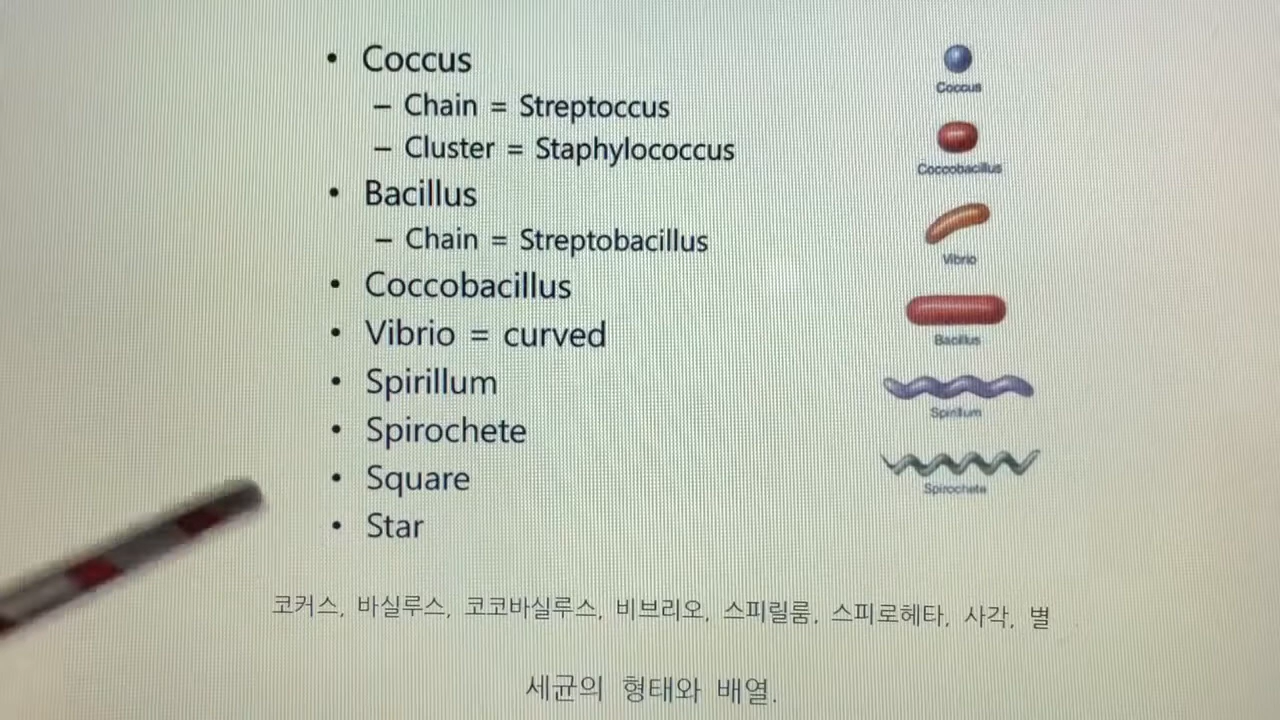 • Coccus
– Chain = Streptoccus
– Cluster = Staphylococcus
• Bacillus
– Chain = Streptobacillus
• Coccobacillus
• Vibrio = curved
• Spirillum
• Spirochete
• Square
• Star
Coccus
Coccobacillus
Vibrio
Bacillus
Spirillum
Spirochete
코커스, 바실루스, 코코바실루스, 비브리오, 스피릴룸, 스피로헤타, 사각, 별
세균의 형태와 배열.